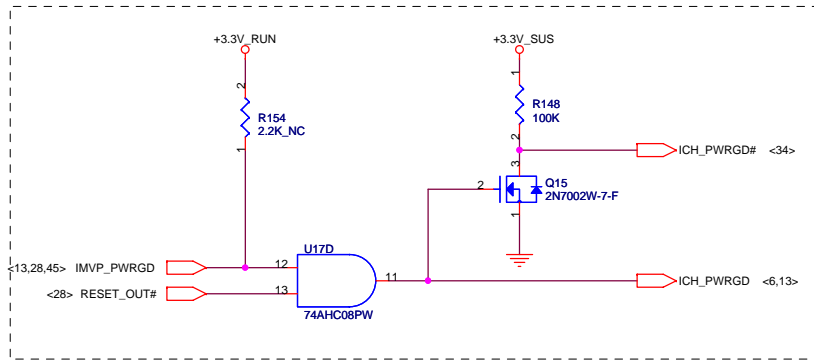 +3.3V_RUN
+3.3V_SUS
2
R154
2.2K_NC
1
1
R148
100K
2
ICH_PWRGD# <34>
3
2
Q15
2N7002W-7-F
1
U17D
<13,28,45> IMVP_PWRGD
12
11
ICH_PWRGD <6,13>
<28> RESET_OUT#
13
74AHC08PW